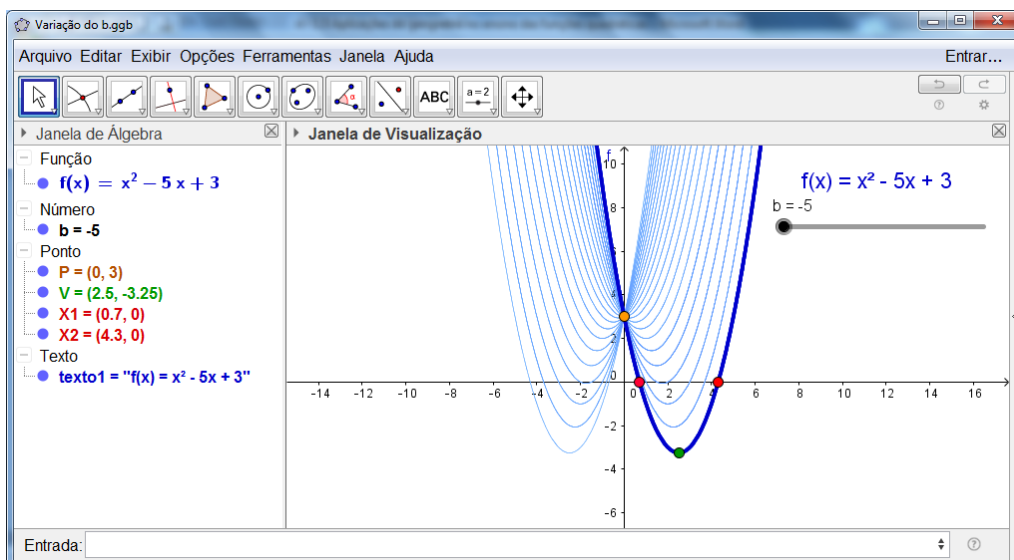 Variação do b.ggb
Arquivo Editar Exibir Opções Ferramentas Janela Ajuda
Entrar...
ABC
a=2
Janela de Álgebra
Função
f(x) = x² − 5 x + 3
Número
b = -5
Ponto
P = (0, 3)
V = (2.5, -3.25)
X1 = (0.7, 0)
X2 = (4.3, 0)
Texto
texto1 = "f(x) = x² - 5x + 3"
Janela de Visualização
f
f(x) = x² - 5x + 3
b = -5
10
8
6
4
2
0
-14 -12 -10 -8 -6 -4 -2 0 2 4 6 8 10 12 14 16
-2
-4
-6
Entrada: